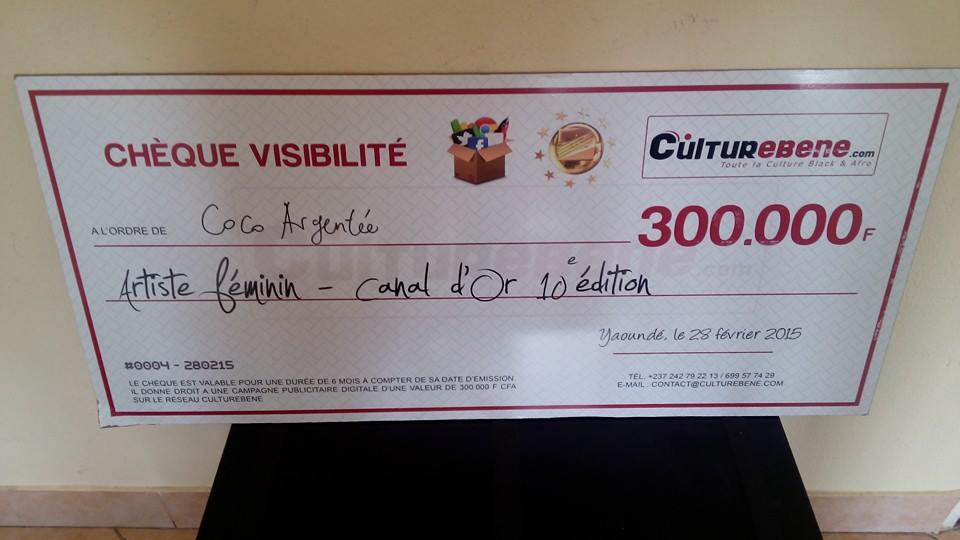 CHÈQUE VISIBILITÉ
CULTUREBENE.com
Toute la Culture Black & Afro
A L'ORDRE DE Coco Argentée
300.000 F
Artiste féminin - Canal d'Or 10e édition
Yaoundé, le 28 février 2015
#0004 - 280215
LE CHÈQUE EST VALABLE POUR UNE DURÉE DE 6 MOIS A COMPTER DE SA DATE D'EMISSION
IL DONNE DROIT A UNE CAMPAGNE PUBLICITAIRE DIGITALE D'UNE VALEUR DE 300 000 F CFA
SUR LE RESEAU CULTUREBENE
TEL. +237 242 79 22 13 / 699 57 74 29
E-MAIL : CONTACT@CULTUREBENE.COM